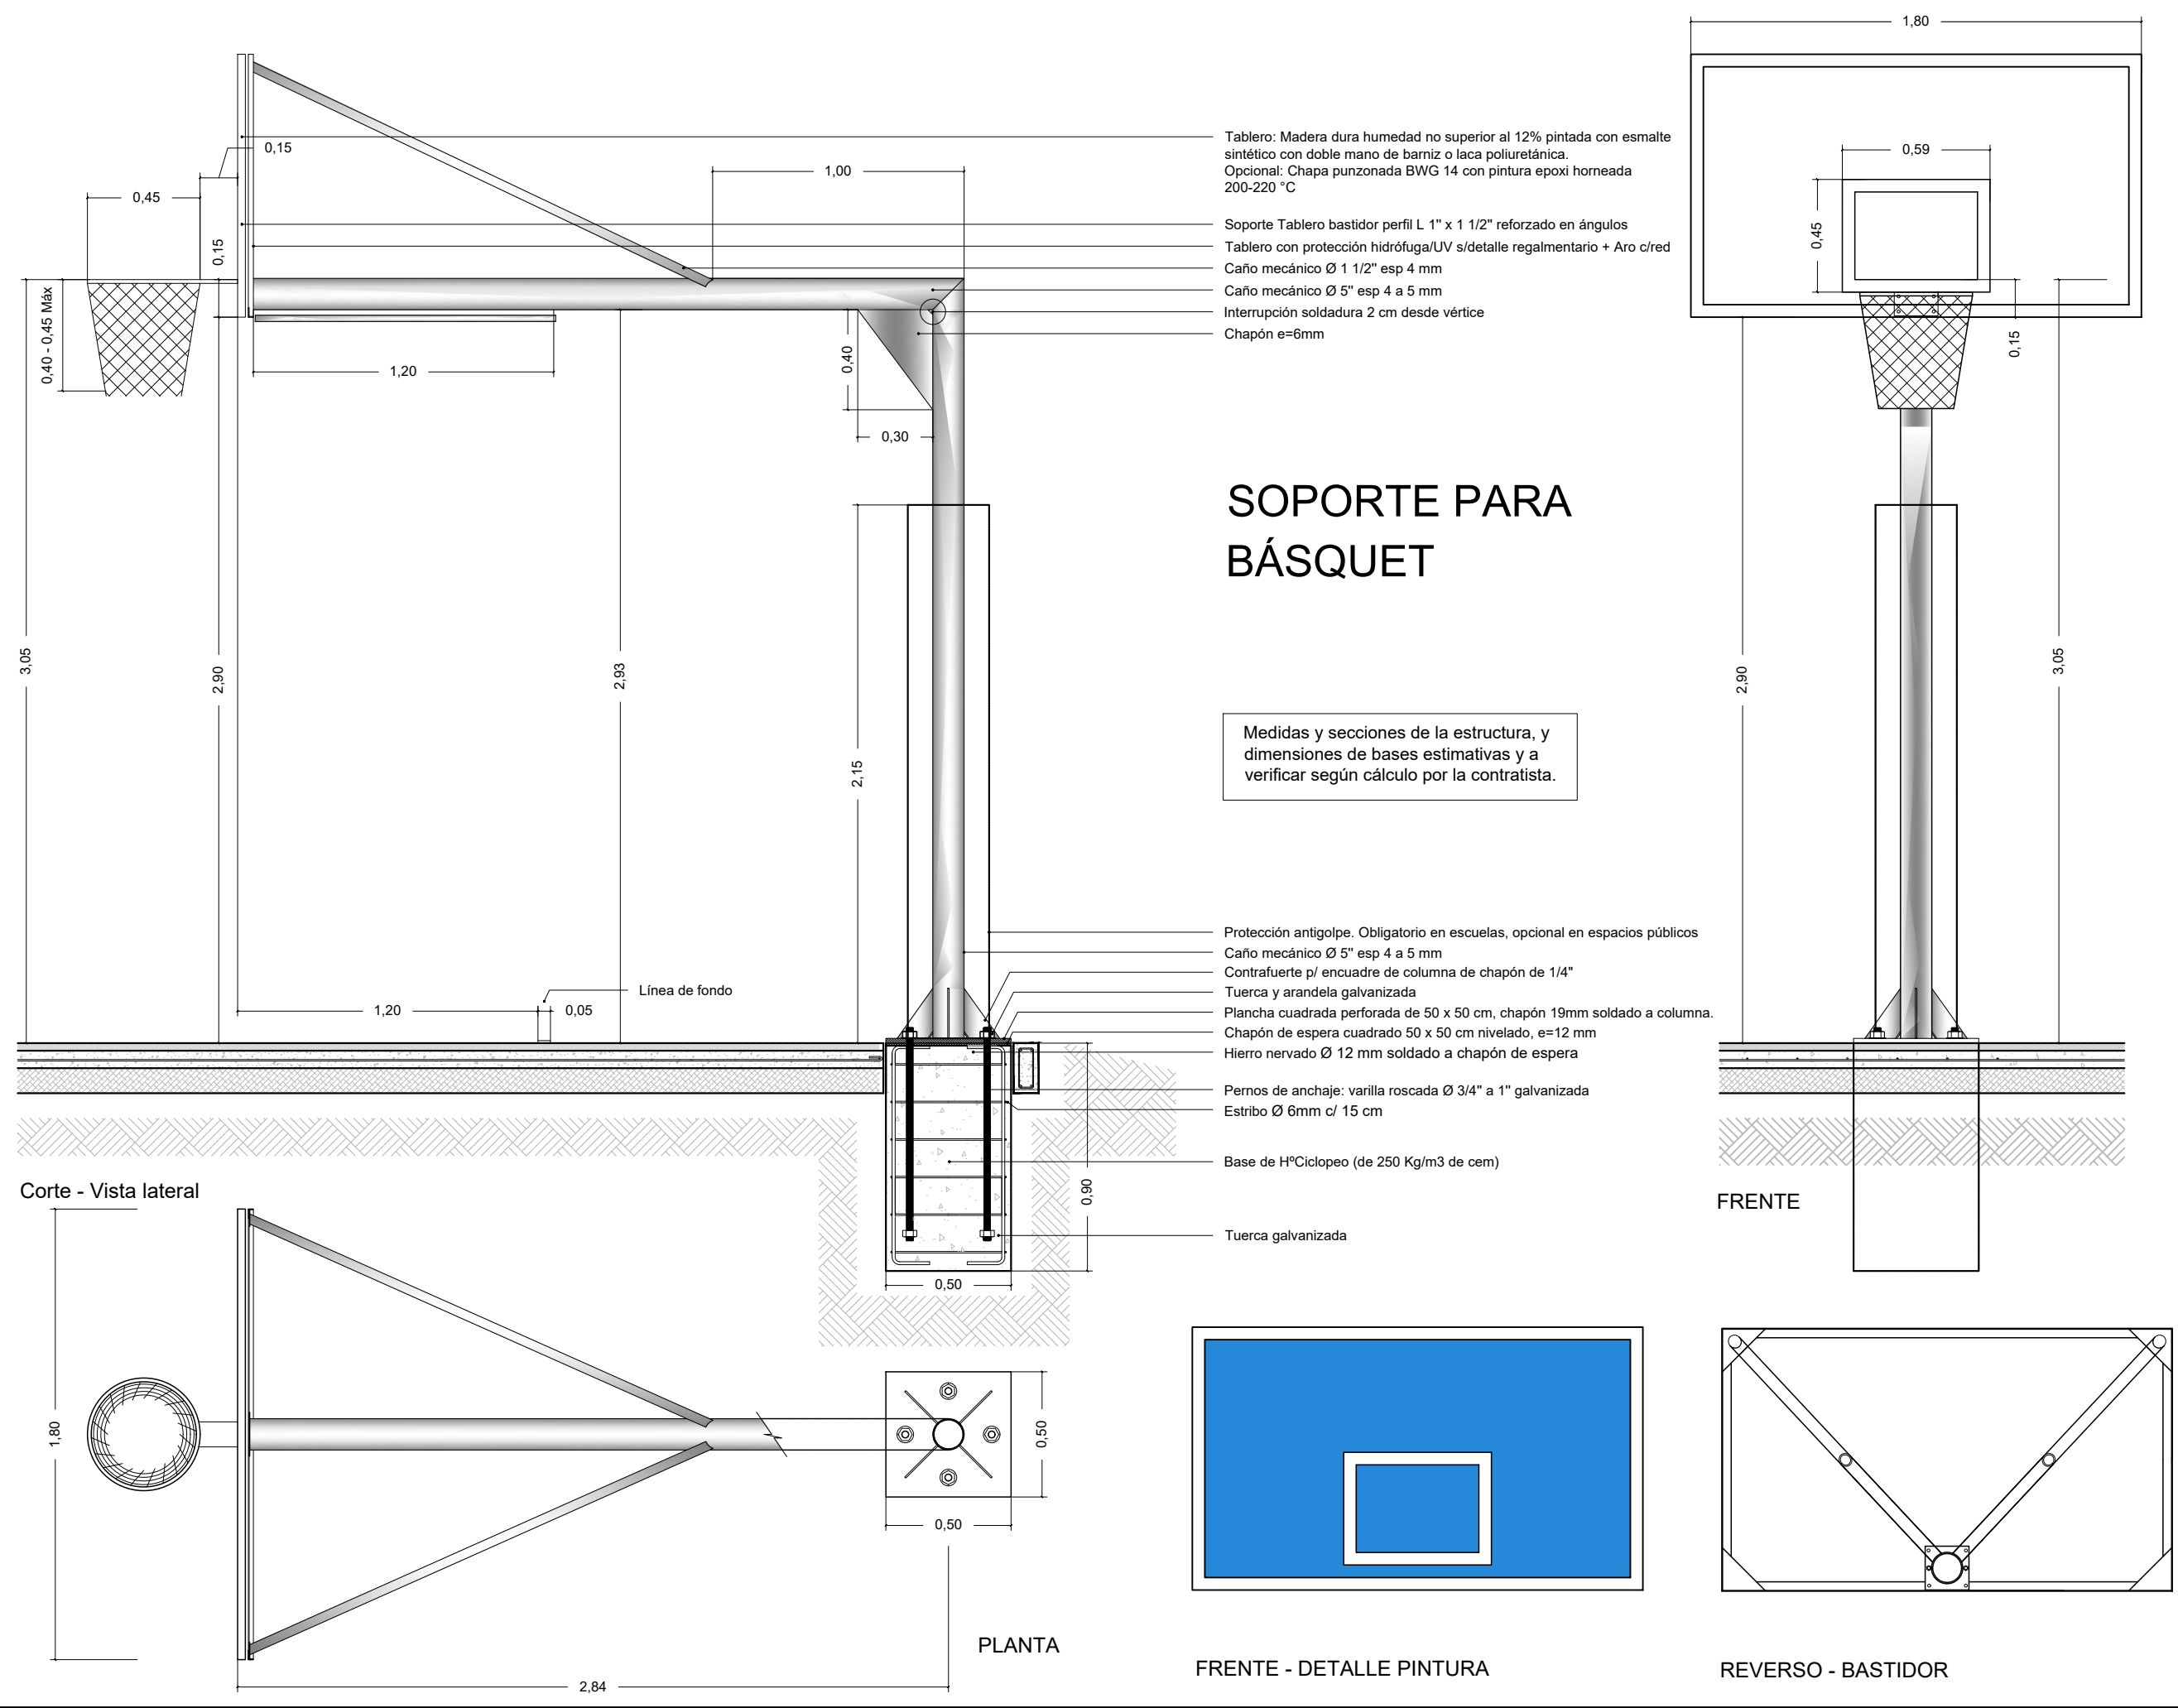 1,80
Tablero: Madera dura humedad no superior al 12% pintada con esmalte
sintético con doble mano de barniz o laca poliuretánica.
Opcional: Chapa punzonada BWG 14 con pintura epoxi horneada
200-220 °C
Soporte Tablero bastidor perfil L 1" x 1 1/2" reforzado en ángulos
Tablero con protección hidrófuga/UV s/detalle regalmentario + Aro c/red
Caño mecánico Ø 1 1/2" esp 4 mm
Caño mecánico Ø 5" esp 4 a 5 mm
Interrupción soldadura 2 cm desde vértice
Chapón e=6mm
0,15
0,45
0,15
1,00
0,40 - 0,45 Máx
1,20
0,40
0,30
3,05
2,90
2,93
2,15
0,59
0,45
0,15
2,90
3,05
SOPORTE PARA
BÁSQUET
Medidas y secciones de la estructura, y
dimensiones de bases estimativas y a
verificar según cálculo por la contratista.
Protección antigolpe. Obligatorio en escuelas, opcional en espacios públicos
Caño mecánico Ø 5" esp 4 a 5 mm
Contrafuerte p/ encuadre de columna de chapón de 1/4"
Tuerca y arandela galvanizada
Plancha cuadrada perforada de 50 x 50 cm, chapón 19mm soldado a columna.
Chapón de espera cuadrado 50 x 50 cm nivelado, e=12 mm
Hierro nervado Ø 12 mm soldado a chapón de espera
Pernos de anchaje: varilla roscada Ø 3/4" a 1" galvanizada
Estribo Ø 6mm c/ 15 cm
Base de HºCiclopeo (de 250 Kg/m3 de cem)
Tuerca galvanizada
Línea de fondo
1,20
0,05
0,90
0,50
Corte - Vista lateral
FRENTE
1,80
0,50
0,50
2,84
PLANTA
FRENTE - DETALLE PINTURA
REVERSO - BASTIDOR